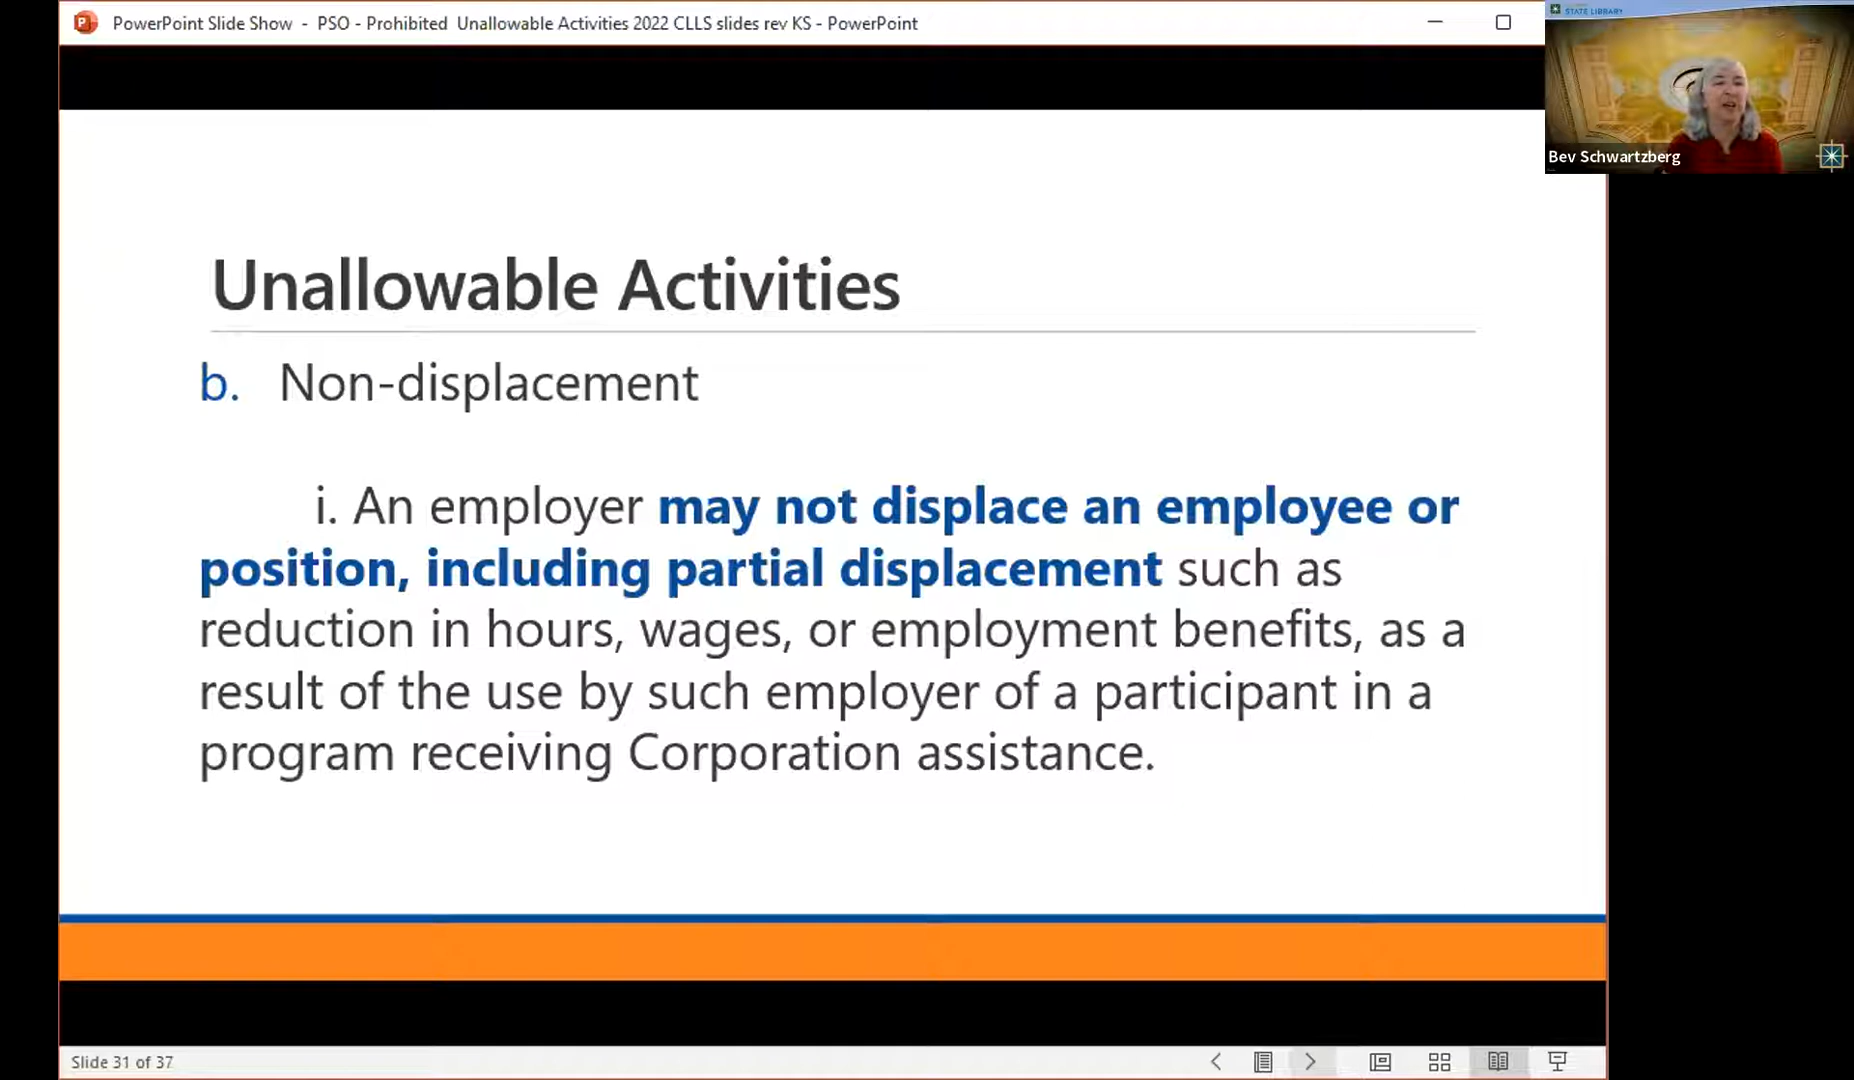 PowerPoint Slide Show - PSO - Prohibited Unallowable Activities 2022 CLLS slides rev KS - PowerPoint
STATE LIBRARY
Bev Schwartzberg
Unallowable Activities
b. Non-displacement
i. An employer may not displace an employee or
position, including partial displacement such as
reduction in hours, wages, or employment benefits, as a
result of the use by such employer of a participant in a
program receiving Corporation assistance.
Slide 31 of 37